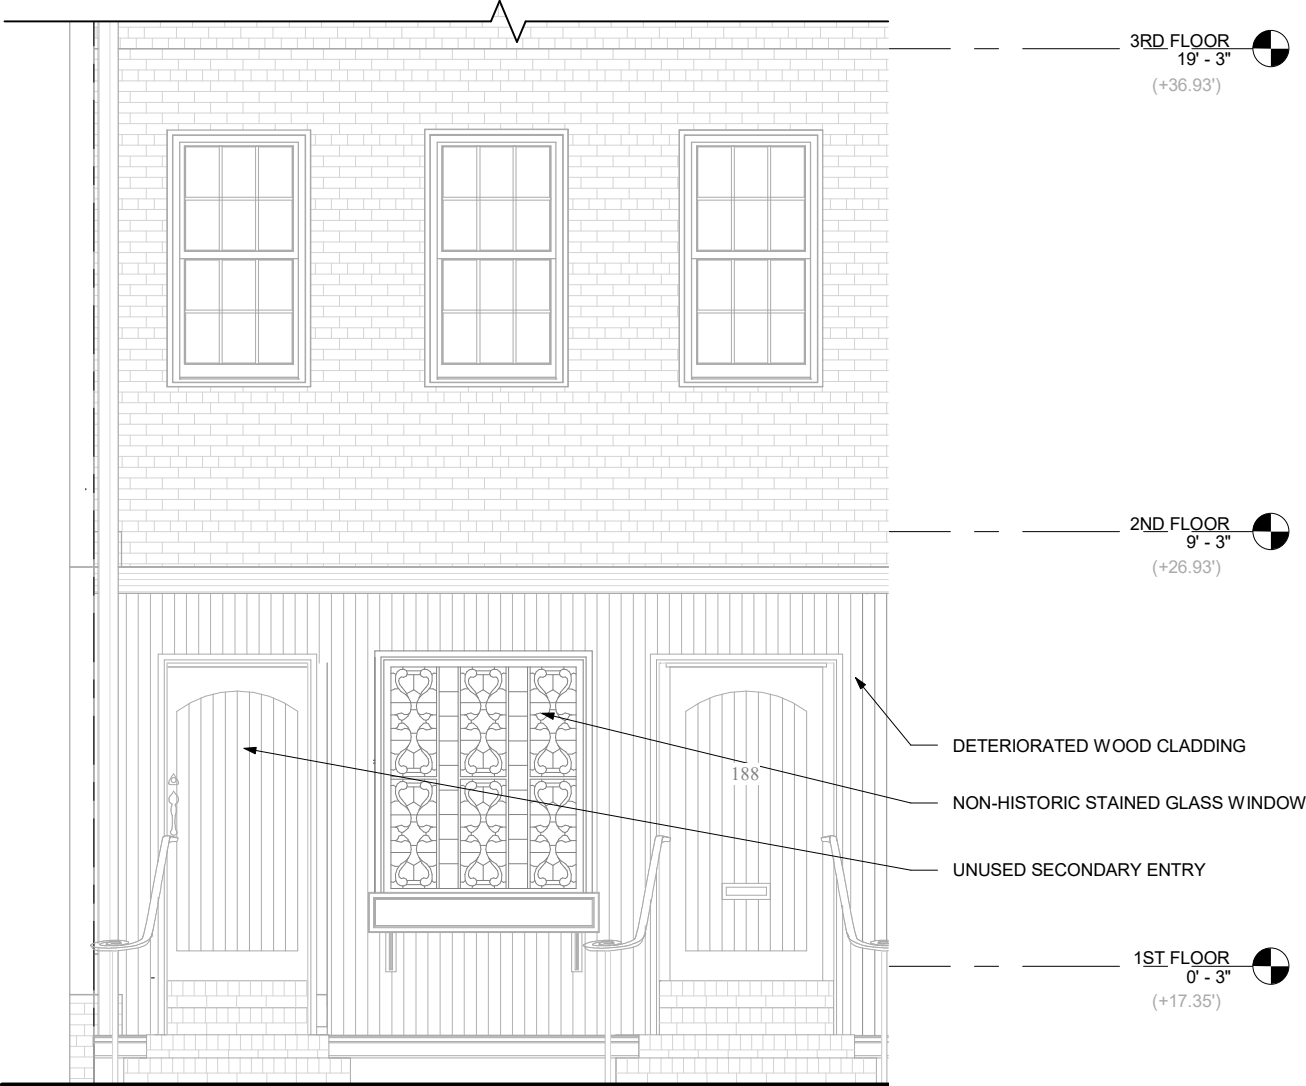 3RD FLOOR
19' - 3"
(+36.93')
2ND FLOOR
9' - 3"
(+26.93')
DETERIORATED WOOD CLADDING
188
NON-HISTORIC STAINED GLASS WINDOW
UNUSED SECONDARY ENTRY
1ST FLOOR
0' - 3"
(+17.35')